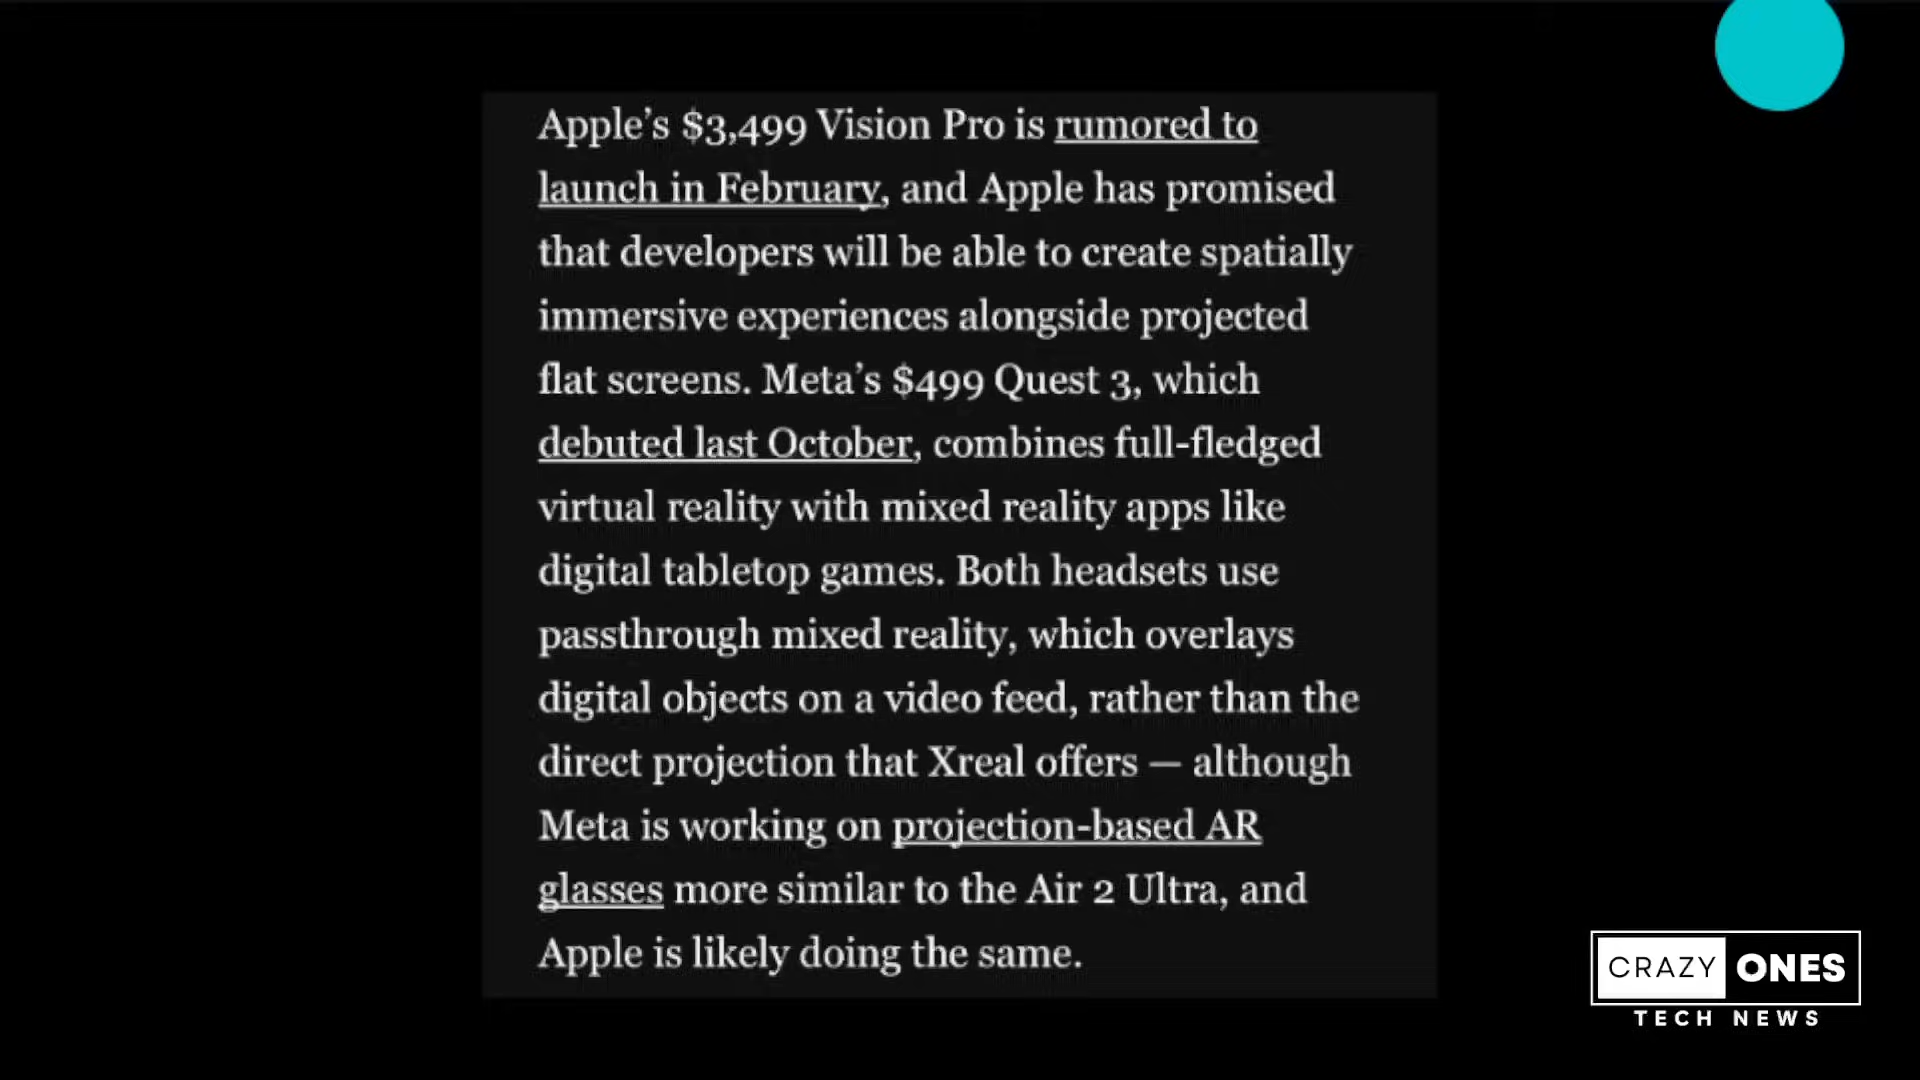 Apple’s $3,499 Vision Pro is rumored to
launch in February, and Apple has promised
that developers will be able to create spatially
immersive experiences alongside projected
flat screens. Meta’s $499 Quest 3, which
debuted last October, combines full-fledged
virtual reality with mixed reality apps like
digital tabletop games. Both headsets use
passthrough mixed reality, which overlays
digital objects on a video feed, rather than the
direct projection that Xreal offers — although
Meta is working on projection-based AR
glasses more similar to the Air 2 Ultra, and
Apple is likely doing the same.
CRAZY ONES
TECH NEWS